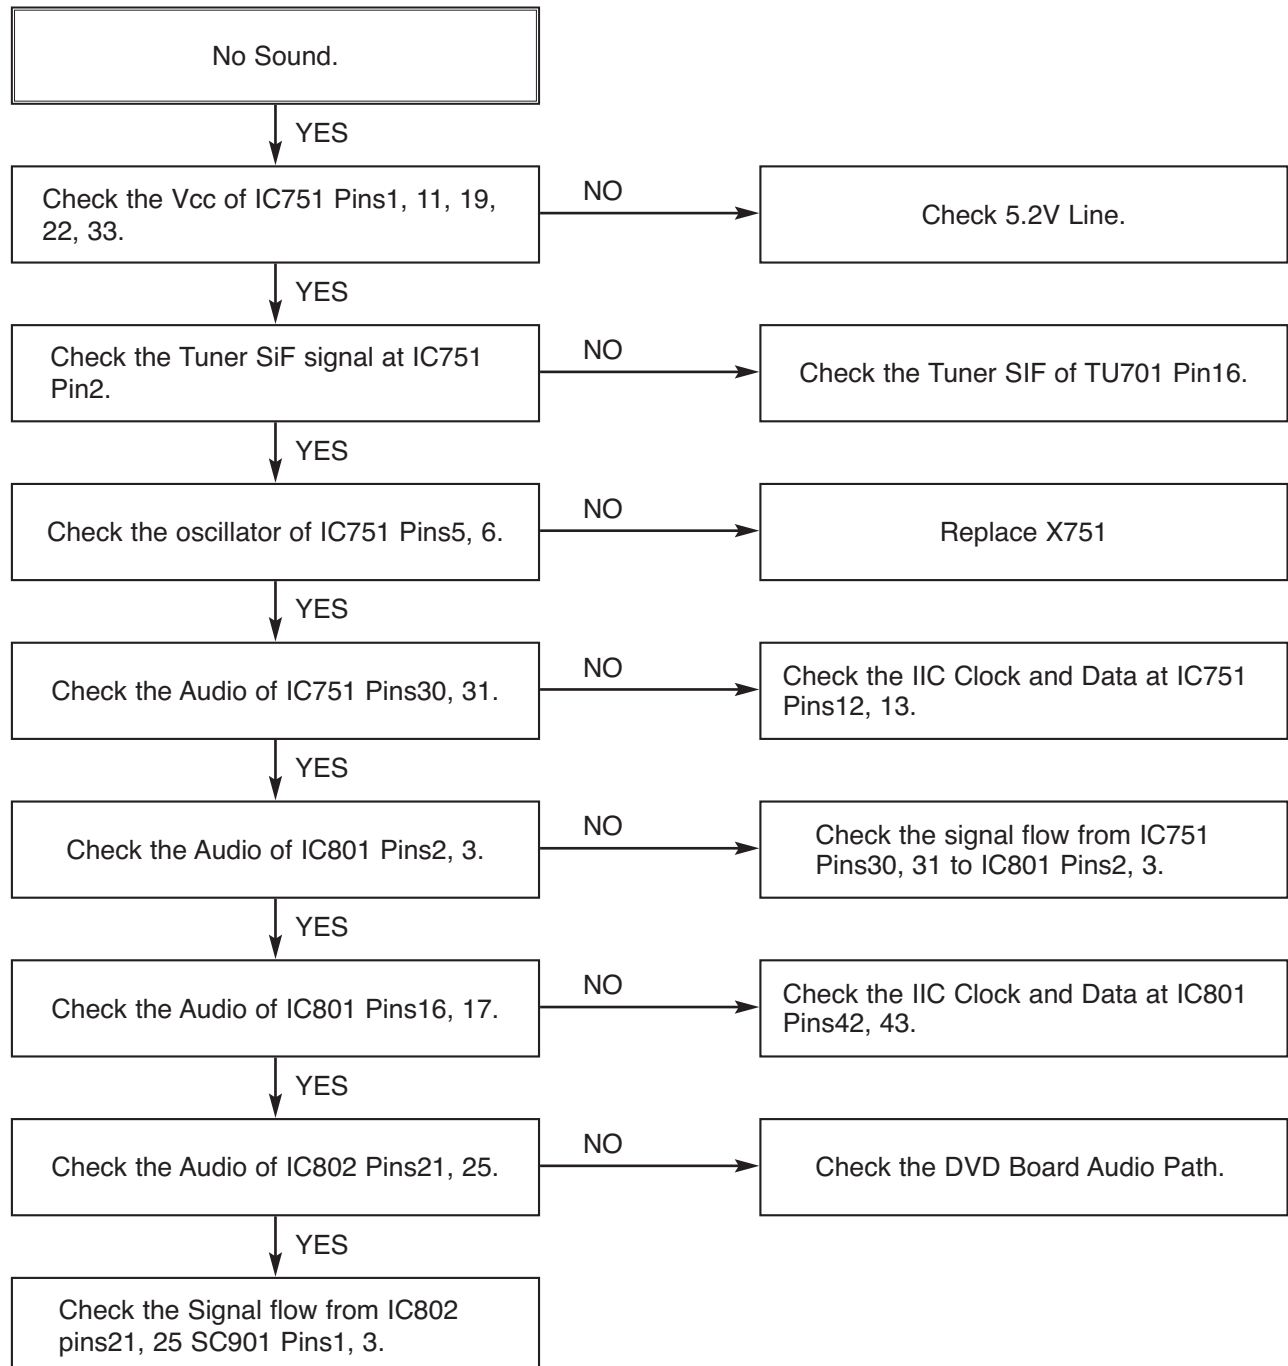 No Sound.
YES
Check the Vcc of IC751 Pins1, 11, 19,
22, 33.
NO
Check 5.2V Line.
YES
Check the Tuner SiF signal at IC751
Pin2.
NO
Check the Tuner SIF of TU701 Pin16.
YES
Check the oscillator of IC751 Pins5, 6.
NO
Replace X751
YES
Check the Audio of IC751 Pins30, 31.
NO
Check the IIC Clock and Data at IC751
Pins12, 13.
YES
Check the Audio of IC801 Pins2, 3.
NO
Check the signal flow from IC751
Pins30, 31 to IC801 Pins2, 3.
YES
Check the Audio of IC801 Pins16, 17.
NO
Check the IIC Clock and Data at IC801
Pins42, 43.
YES
Check the Audio of IC802 Pins21, 25.
NO
Check the DVD Board Audio Path.
YES
Check the Signal flow from IC802
pins21, 25 SC901 Pins1, 3.